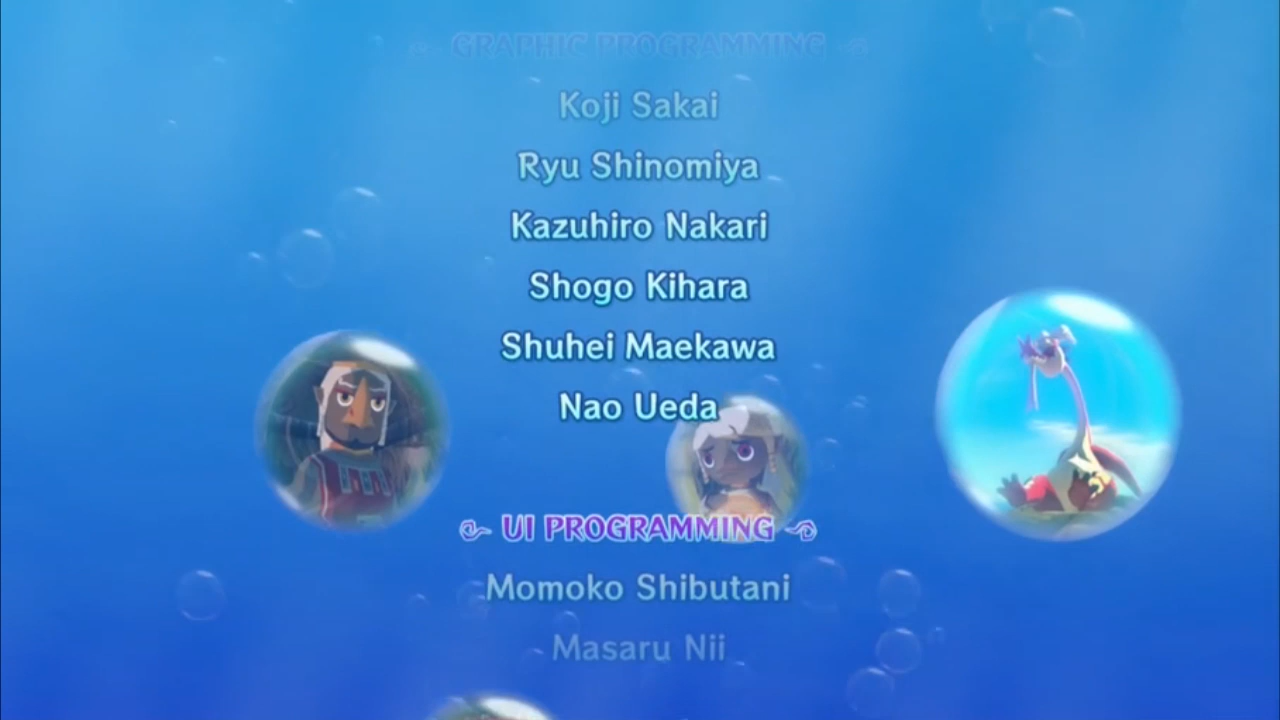 GRAPHIC PROGRAMMING
Koji Sakai
Ryu Shinomiya
Kazuhiro Nakari
Shogo Kihara
Shuhei Maekawa
Nao Ueda
UI PROGRAMMING
Momoko Shibutani
Masaru Nii